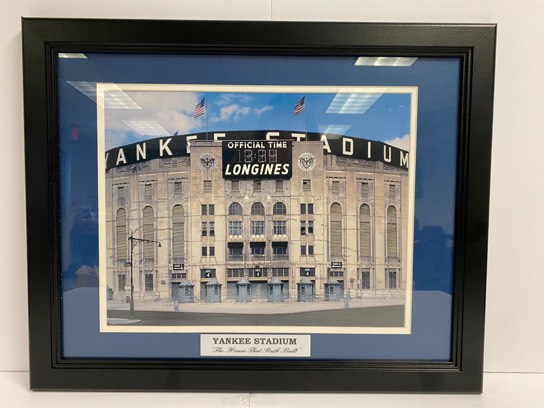 YANKEE STADIUM
OFFICIAL TIME
LONGINES
YANKEE STADIUM
"The House That Ruth Built"